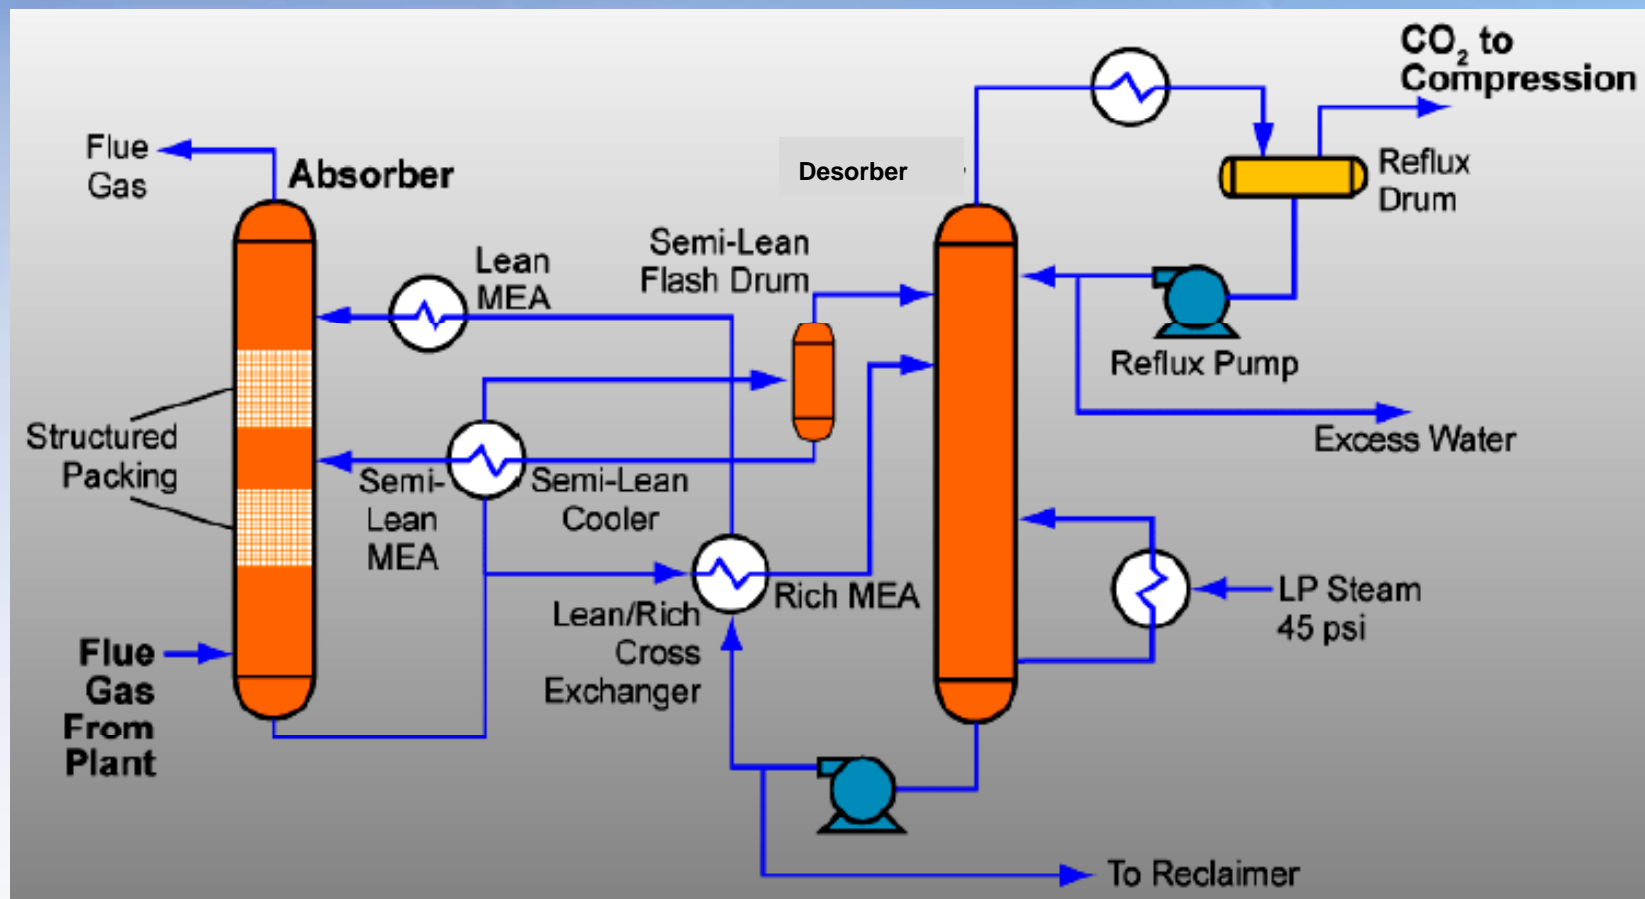 CO₂ to
Compression
Flue
Gas
Absorber
Desorber
Reflux
Drum
Semi-Lean
Flash Drum
Lean
MEA
Reflux Pump
Structured
Packing
Excess Water
Semi-
Lean
MEA
Semi-Lean
Cooler
Rich MEA
LP Steam
45 psi
Lean/Rich
Cross
Exchanger
Flue
Gas
From
Plant
To Reclaimer